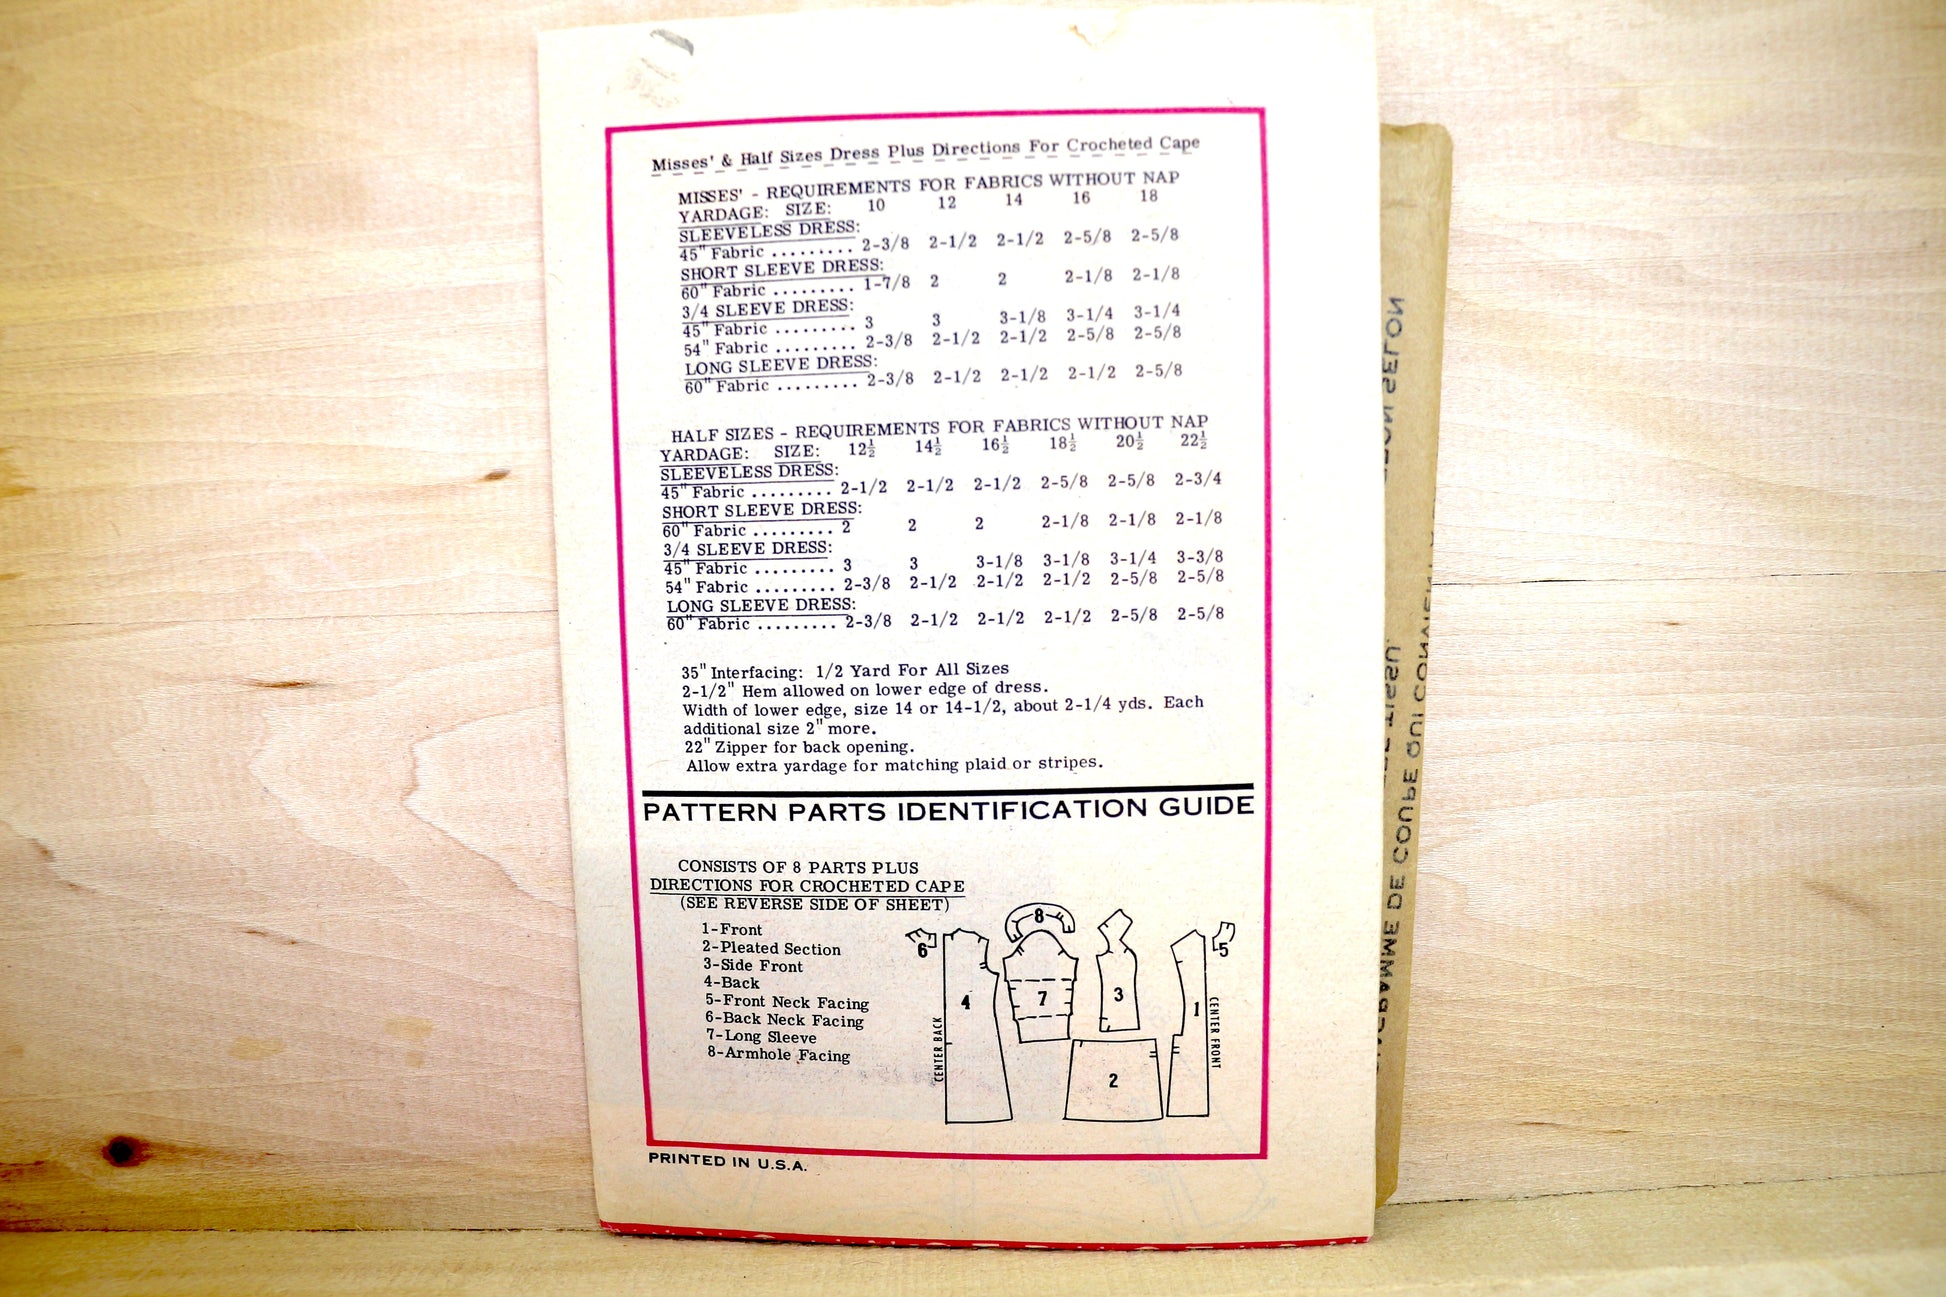 Misses' & Half Sizes Dress Plus Directions For Crocheted Cape
MISSES' - REQUIREMENTS FOR FABRICS WITHOUT NAP
YARDAGE: SIZE: 10 12 14 16 18
SLEEVELESS DRESS:
45" Fabric ......... 2-3/8 2-1/2 2-1/2 2-5/8 2-5/8
SHORT SLEEVE DRESS:
60" Fabric ......... 1-7/8 2 2 2-1/8 2-1/8
3/4 SLEEVE DRESS:
45" Fabric ......... 3 3 3-1/8 3-1/4 3-1/4
54" Fabric ......... 2-3/8 2-1/2 2-1/2 2-5/8 2-5/8
LONG SLEEVE DRESS:
60" Fabric ......... 2-3/8 2-1/2 2-1/2 2-1/2 2-5/8
HALF SIZES - REQUIREMENTS FOR FABRICS WITHOUT NAP
YARDAGE: SIZE: 12½ 14½ 16½ 18½ 20½ 22½
SLEEVELESS DRESS:
45" Fabric ......... 2-1/2 2-1/2 2-1/2 2-5/8 2-5/8 2-3/4
SHORT SLEEVE DRESS:
60" Fabric ......... 2 2 2 2-1/8 2-1/8 2-1/8
3/4 SLEEVE DRESS:
45" Fabric ......... 3 3 3-1/8 3-1/8 3-1/4 3-3/8
54" Fabric ......... 2-3/8 2-1/2 2-1/2 2-1/2 2-5/8 2-5/8
LONG SLEEVE DRESS:
60" Fabric ......... 2-3/8 2-1/2 2-1/2 2-1/2 2-5/8 2-5/8
35" Interfacing: 1/2 Yard For All Sizes
2-1/2" Hem allowed on lower edge of dress.
Width of lower edge, size 14 or 14-1/2, about 2-1/4 yds. Each
additional size 2" more.
22" Zipper for back opening.
Allow extra yardage for matching plaid or stripes.
PATTERN PARTS IDENTIFICATION GUIDE
CONSISTS OF 8 PARTS PLUS
DIRECTIONS FOR CROCHETED CAPE
(SEE REVERSE SIDE OF SHEET)
1-Front
2-Pleated Section
3-Side Front
4-Back
5-Front Neck Facing
6-Back Neck Facing
7-Long Sleeve
8-Armhole Facing
6
4
CENTER BACK
8
7
3
2
1
CENTER FRONT
5
PRINTED IN U.S.A.
SELON
TISSU.
DE COUPE QUI